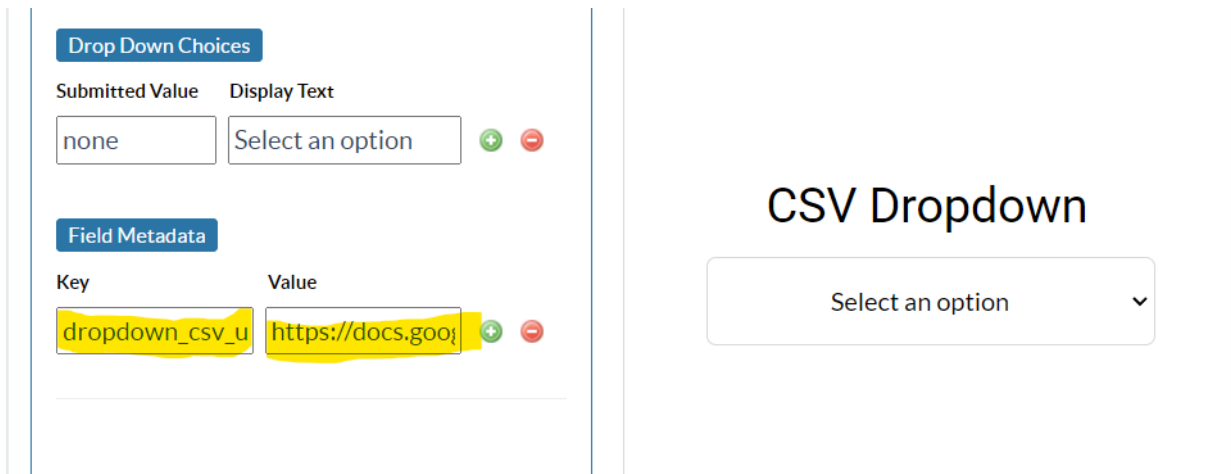 Drop Down Choices
Submitted Value Display Text
none Select an option
Field Metadata
Key Value
dropdown_csv_u https://docs.goog
CSV Dropdown
Select an option